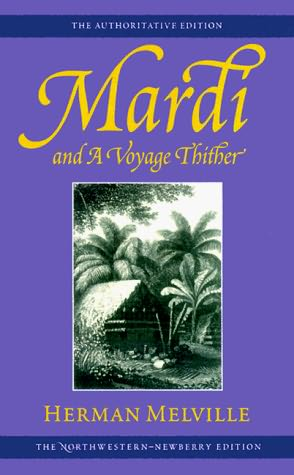 THE AUTHORITATIVE EDITION
Mardi
and A Voyage Thither
HERMAN MELVILLE
THE NORTHWESTERN–NEWBERRY EDITION